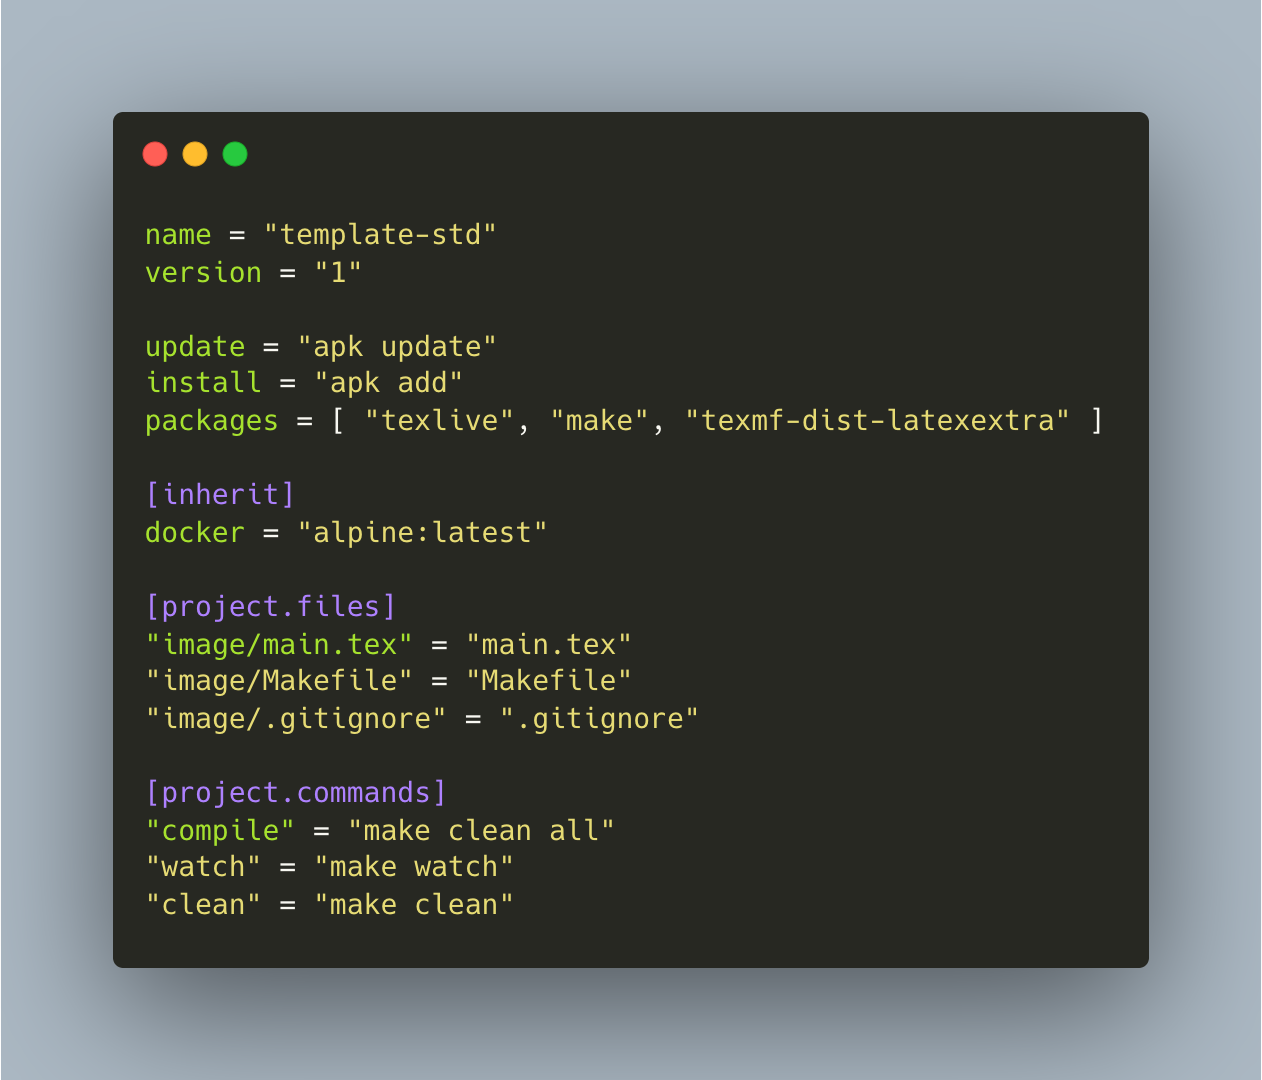 name = "template-std"
version = "1"
update = "apk update"
install = "apk add"
packages = [ "texlive", "make", "texmf-dist-latexextra" ]
[inherit]
docker = "alpine:latest"
[project.files]
"image/main.tex" = "main.tex"
"image/Makefile" = "Makefile"
"image/.gitignore" = ".gitignore"
[project.commands]
"compile" = "make clean all"
"watch" = "make watch"
"clean" = "make clean"